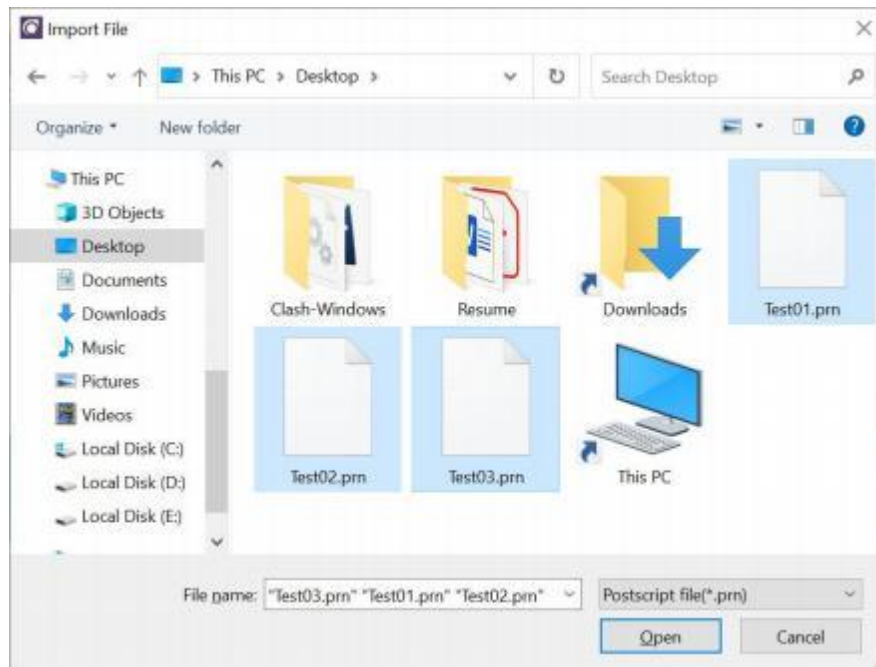 Import File
This PC > Desktop >
Search Desktop
Organize
New folder
This PC
3D Objects
Desktop
Documents
Downloads
Music
Pictures
Videos
Local Disk (C:)
Local Disk (D:)
Local Disk (E:)
Clash-Windows
Resume
Downloads
Test01.prn
Test02.prn
Test03.prn
This PC
File name: "Test03.prn" "Test01.prn" "Test02.prn"
Postscript file(*.prn)
Open
Cancel